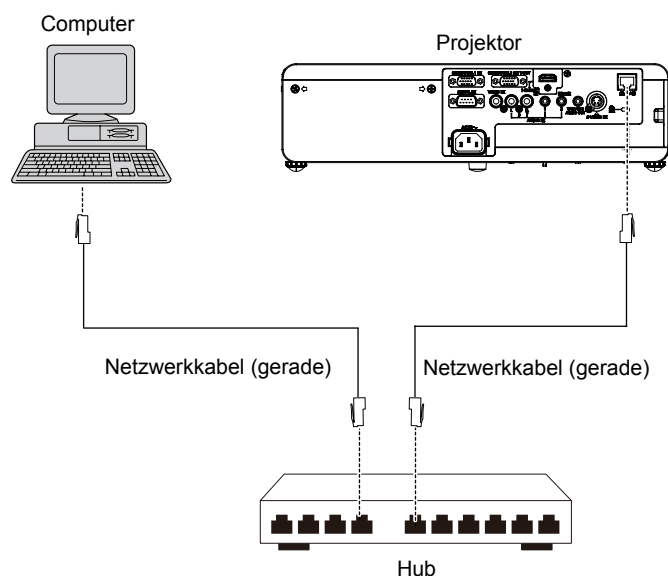 Computer
Projektor
Netzwerkkabel (gerade)
Netzwerkkabel (gerade)
Hub